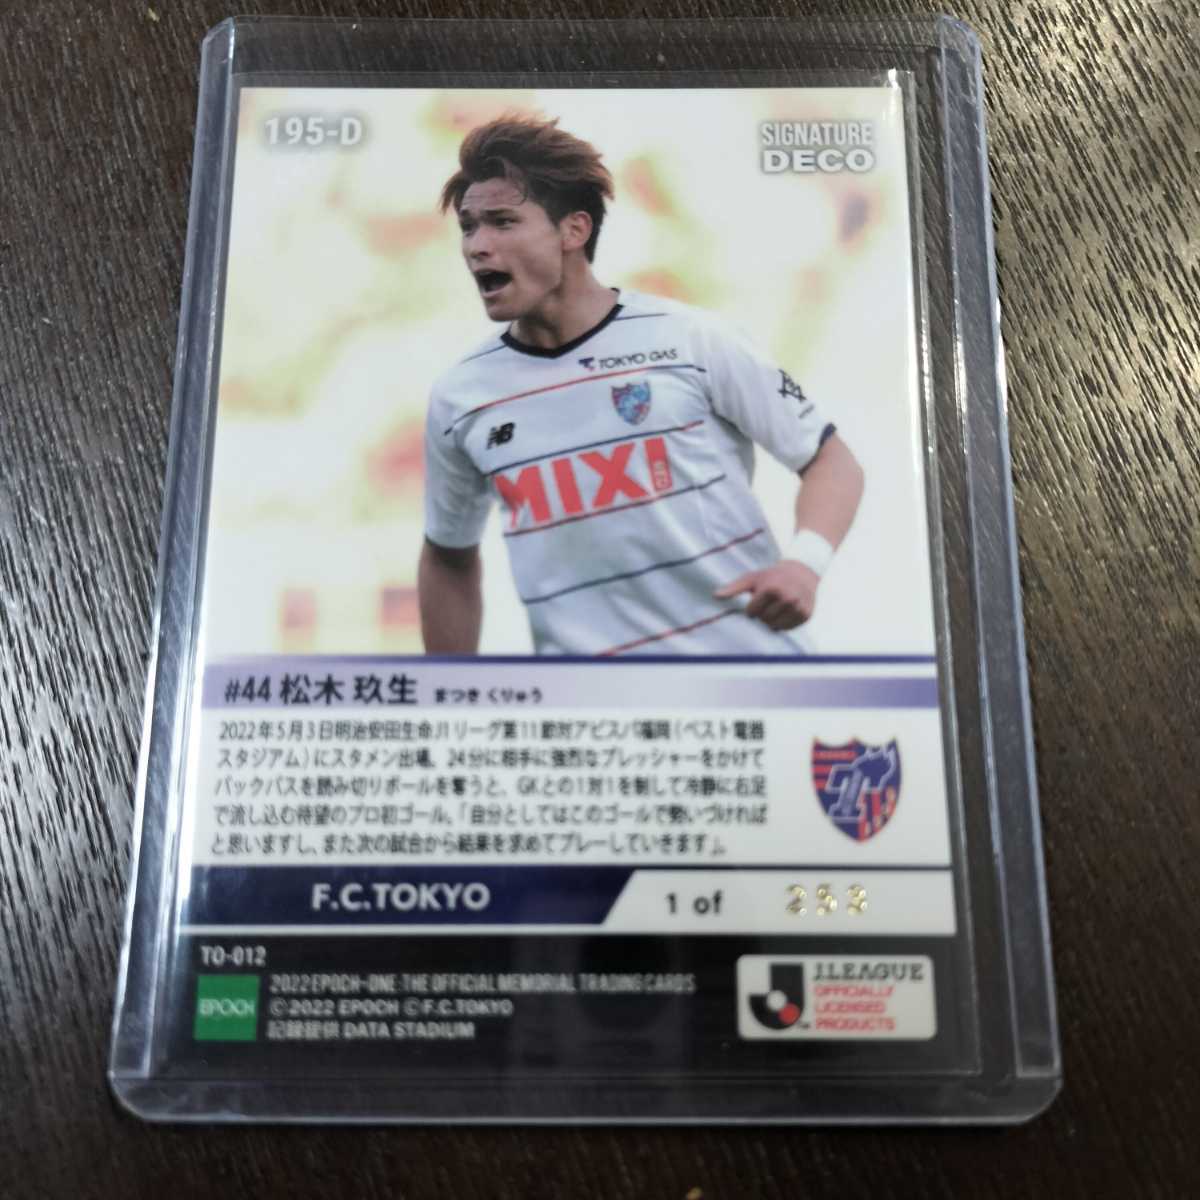 195-D
SIGNATURE
DECO
TOKYO GAS
NB
MIXI
#44 松木 玖生 まつき くりゅう
2022年5月3日明治安田生命J1リーグ第11節対アビスパ福岡(ベスト電器
スタジアム)にスタメン出場。24分に相手に強烈なプレッシャーをかけて
バックパスを読み切りボールを奪うと、GKとの1対1を制して冷静に右足
で流し込む待望のプロ初ゴール。「自分としてはこのゴールで勢いづければ
と思いますし、また次の試合から結果を求めてプレーしていきます」。
F.C.TOKYO
1 of 253
TO-012
EPOCH
2022 EPOCH-ONE:THE OFFICIAL MEMORIAL TRADING CARDS
©2022 EPOCH ©F.C.TOKYO
記録提供 DATA STADIUM
J.LEAGUE
OFFICIALLY
LICENSED
PRODUCTS